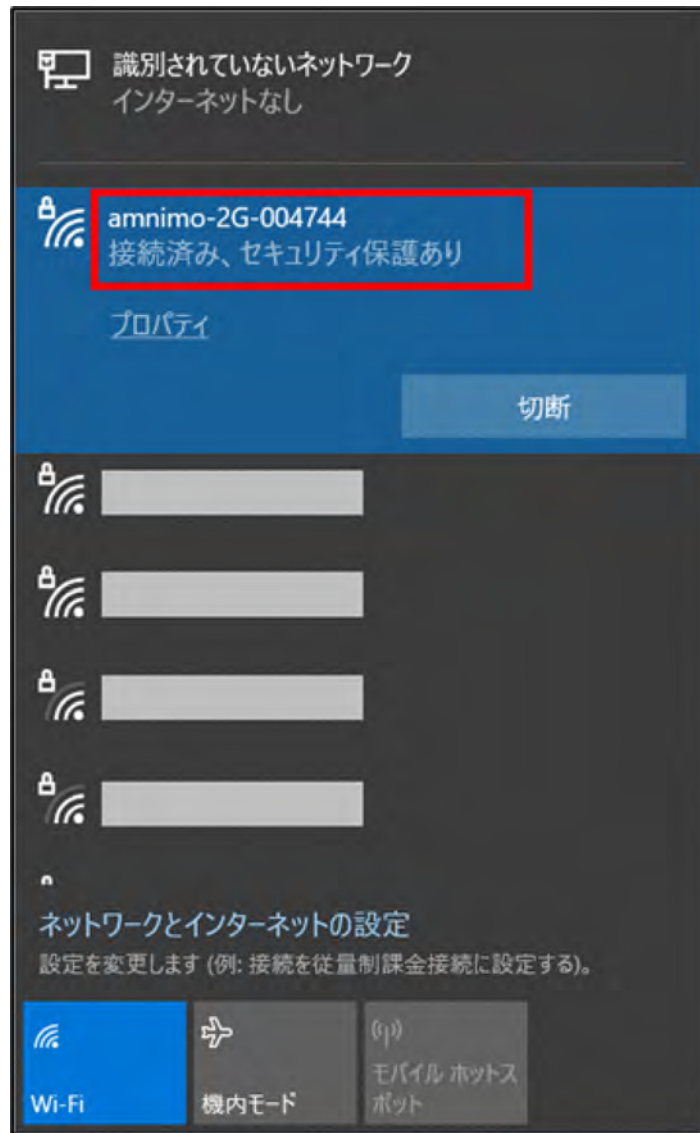 識別されていないネットワーク
インターネットなし
amnimo-2G-004744
接続済み、セキュリティ保護あり
プロパティ
切断
ネットワークとインターネットの設定
設定を変更します (例: 接続を従量制課金接続に設定する)。
Wi-Fi
機内モード
モバイル ホットス
ポット